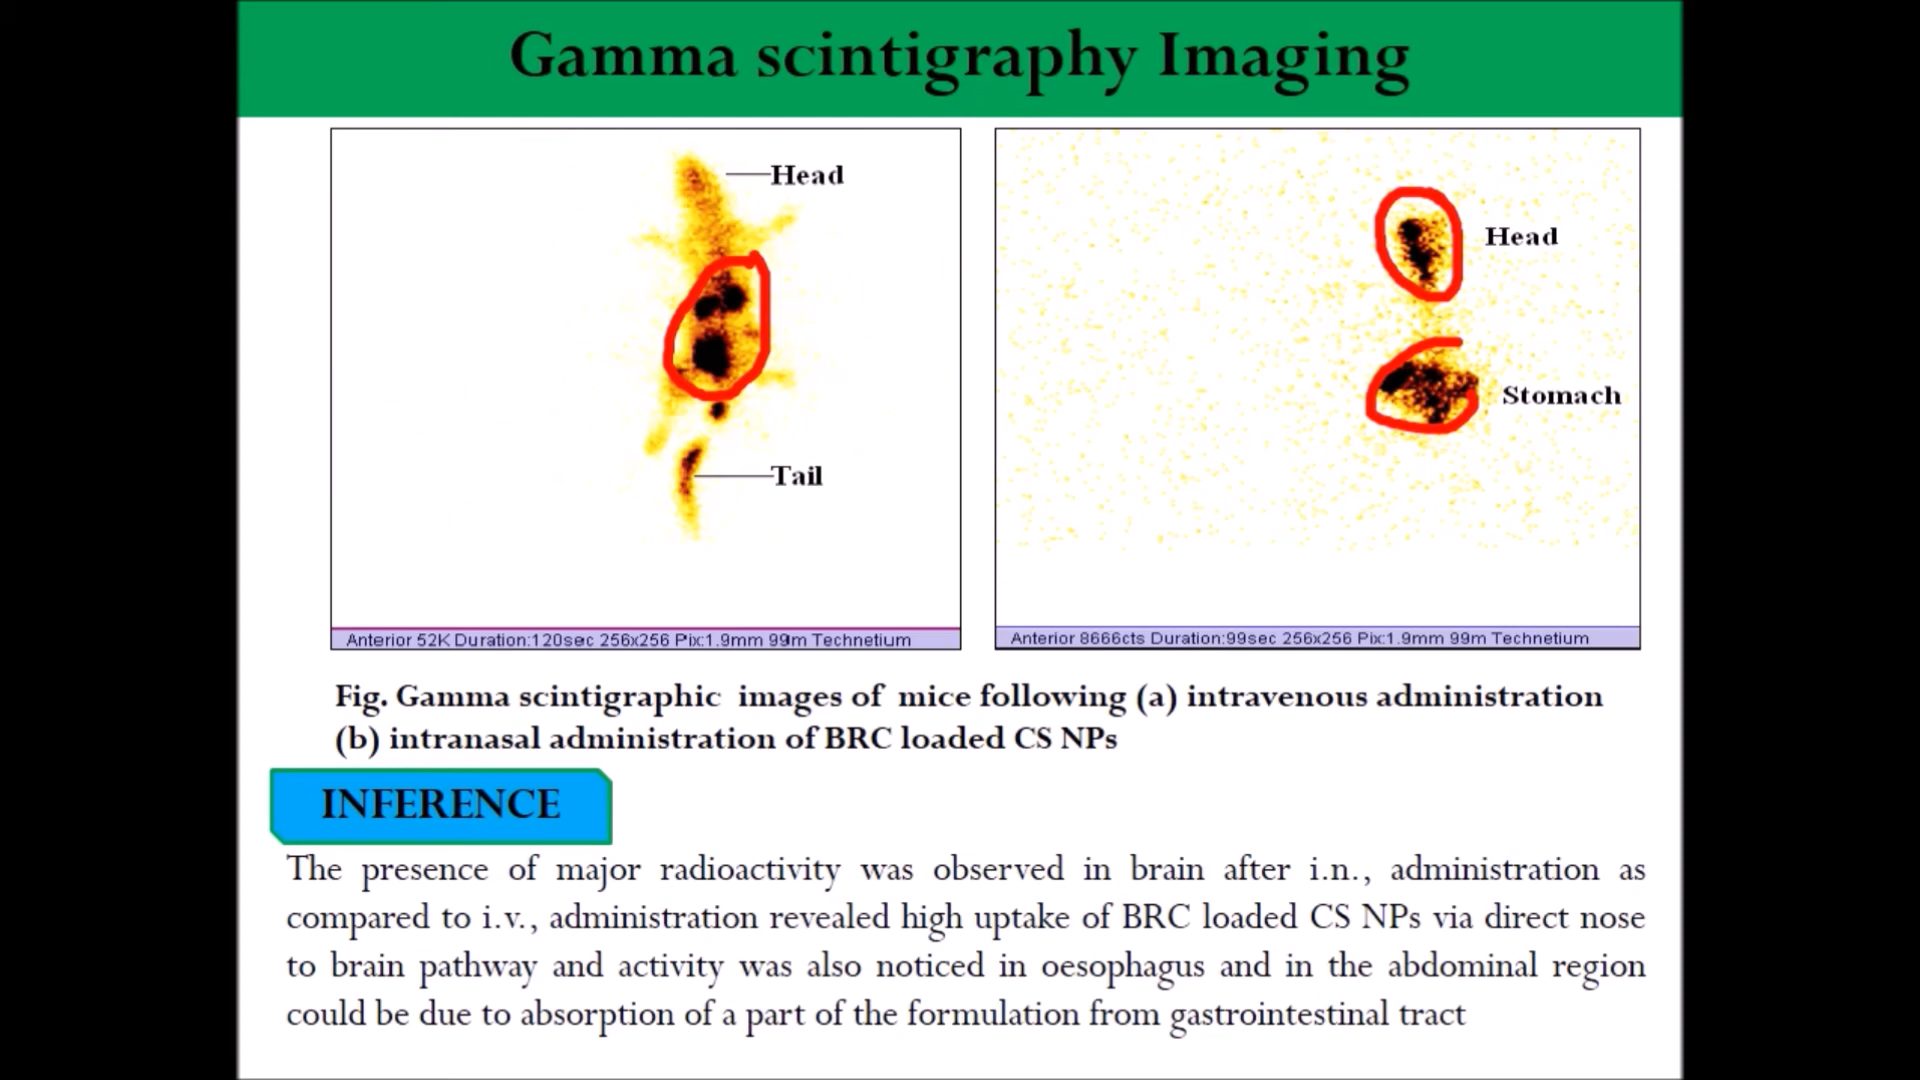 Gamma scintigraphy Imaging
Head
Tail
Anterior 52K Duration:120sec 256x256 Pix:1.9mm 99m Technetium
Head
Stomach
Anterior 8666cts Duration:99sec 256x256 Pix:1.9mm 99m Technetium
Fig. Gamma scintigraphic images of mice following (a) intravenous administration
(b) intranasal administration of BRC loaded CS NPs
INFERENCE
The presence of major radioactivity was observed in brain after i.n., administration as
compared to i.v., administration revealed high uptake of BRC loaded CS NPs via direct nose
to brain pathway and activity was also noticed in oesophagus and in the abdominal region
could be due to absorption of a part of the formulation from gastrointestinal tract